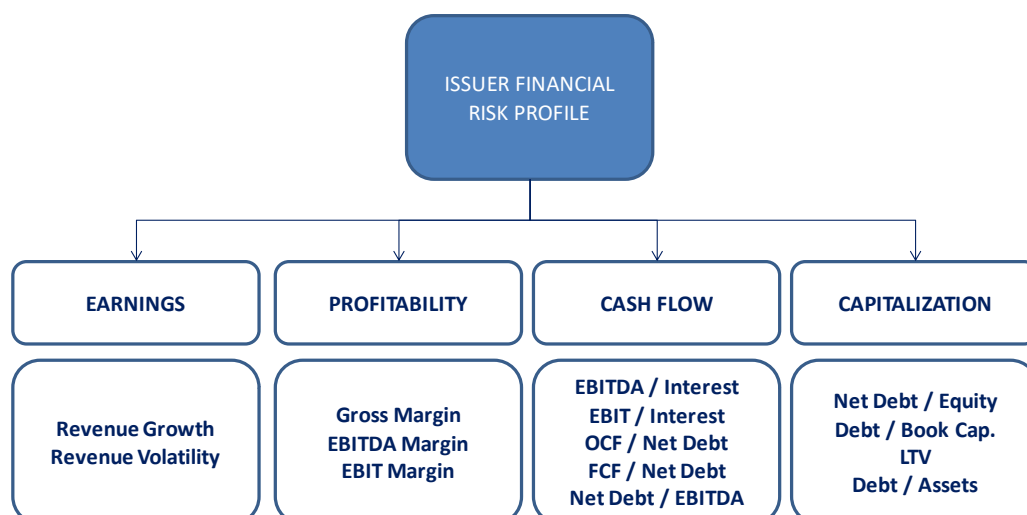 ISSUER FINANCIAL
RISK PROFILE
EARNINGS
PROFITABILITY
CASH FLOW
CAPITALIZATION
Revenue Growth
Revenue Volatility
Gross Margin
EBITDA Margin
EBIT Margin
EBITDA / Interest
EBIT / Interest
OCF / Net Debt
FCF / Net Debt
Net Debt / EBITDA
Net Debt / Equity
Debt / Book Cap.
LTV
Debt / Assets